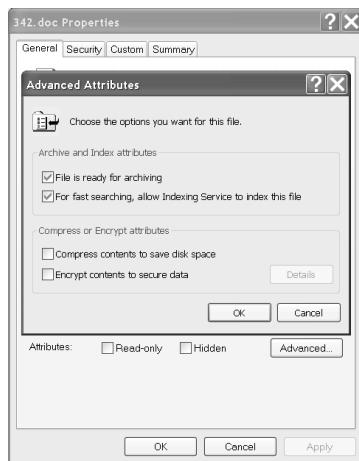 342.doc Properties
General Security Custom Summary
Advanced Attributes
Choose the options you want for this file.
Archive and Index attributes
File is ready for archiving
For fast searching, allow Indexing Service to index this file
Compress or Encrypt attributes
Compress contents to save disk space
Encrypt contents to secure data
Details
OK Cancel
Attributes: Read-only Hidden Advanced...
OK Cancel Apply